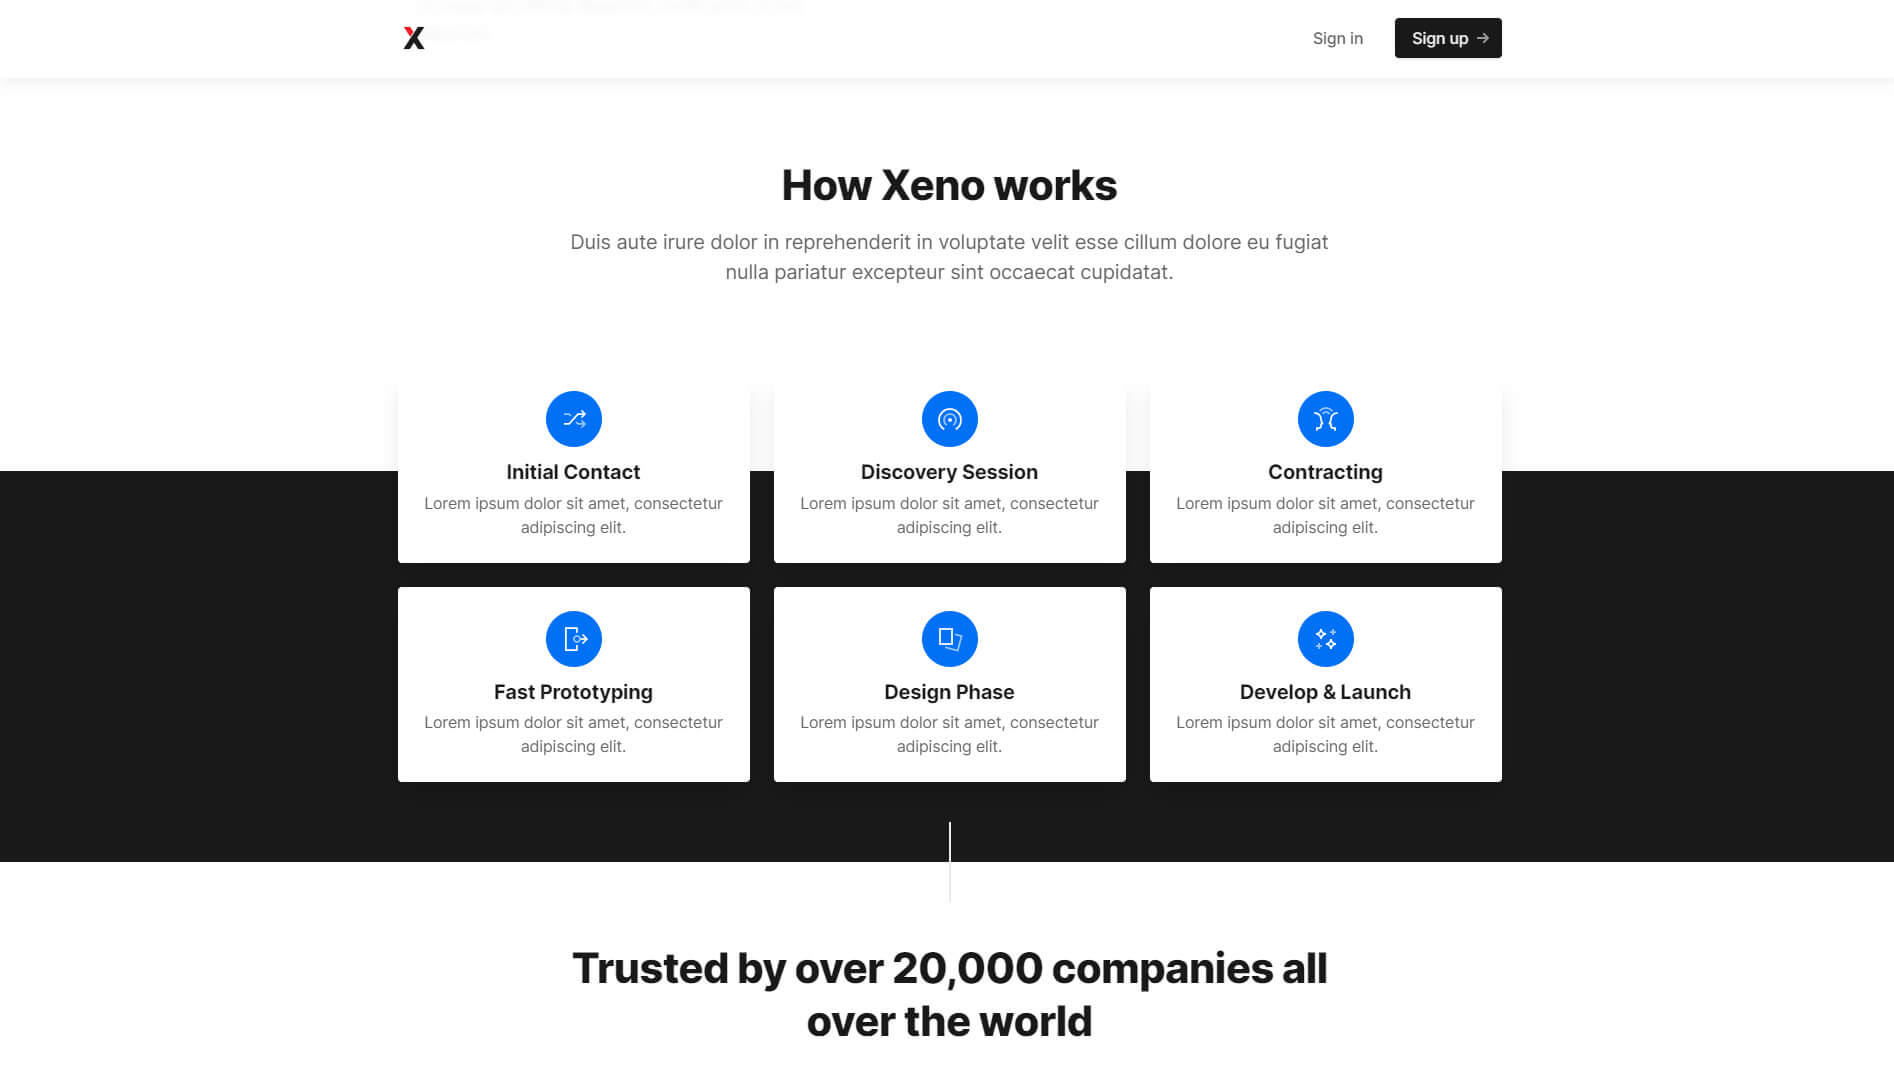 X
Sign in
Sign up →
How Xeno works
Duis aute irure dolor in reprehenderit in voluptate velit esse cillum dolore eu fugiat
nulla pariatur excepteur sint occaecat cupidatat.
Initial Contact
Lorem ipsum dolor sit amet, consectetur
adipiscing elit.
Discovery Session
Lorem ipsum dolor sit amet, consectetur
adipiscing elit.
Contracting
Lorem ipsum dolor sit amet, consectetur
adipiscing elit.
Fast Prototyping
Lorem ipsum dolor sit amet, consectetur
adipiscing elit.
Design Phase
Lorem ipsum dolor sit amet, consectetur
adipiscing elit.
Develop & Launch
Lorem ipsum dolor sit amet, consectetur
adipiscing elit.
Trusted by over 20,000 companies all
over the world